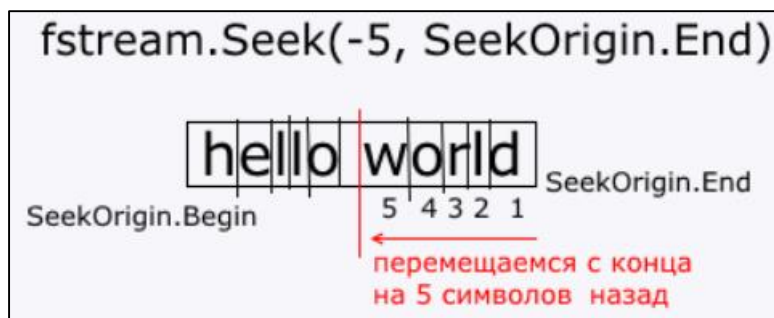 fstream.Seek(-5, SeekOrigin.End)
hello world
SeekOrigin.End
SeekOrigin.Begin
5 4 3 2 1
перемещаемся с конца
на 5 символов назад